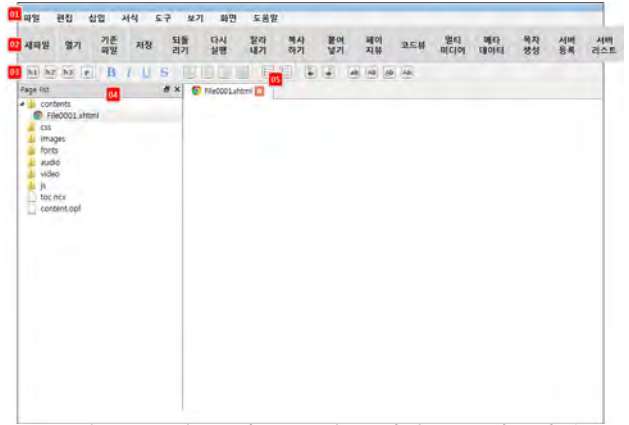 01 파일 편집 삽입 서식 도구 보기 화면 도움말
02 새파일 열기 기존 파일 저장 되돌 리기 다시 실행 잘라 내기 복사 하기 붙여 넣기 페이 지뷰 코드뷰 멀티 미디어 메타 데이터 목차 생성 서버 등록 서버 리스트
03 h1 h2 h3 p B I U S AB AB AB AB
05
Page list
04
File0001.xhtml
contents
File0001.xhtml
css
images
fonts
audio
video
js
toc.ncx
content.opf